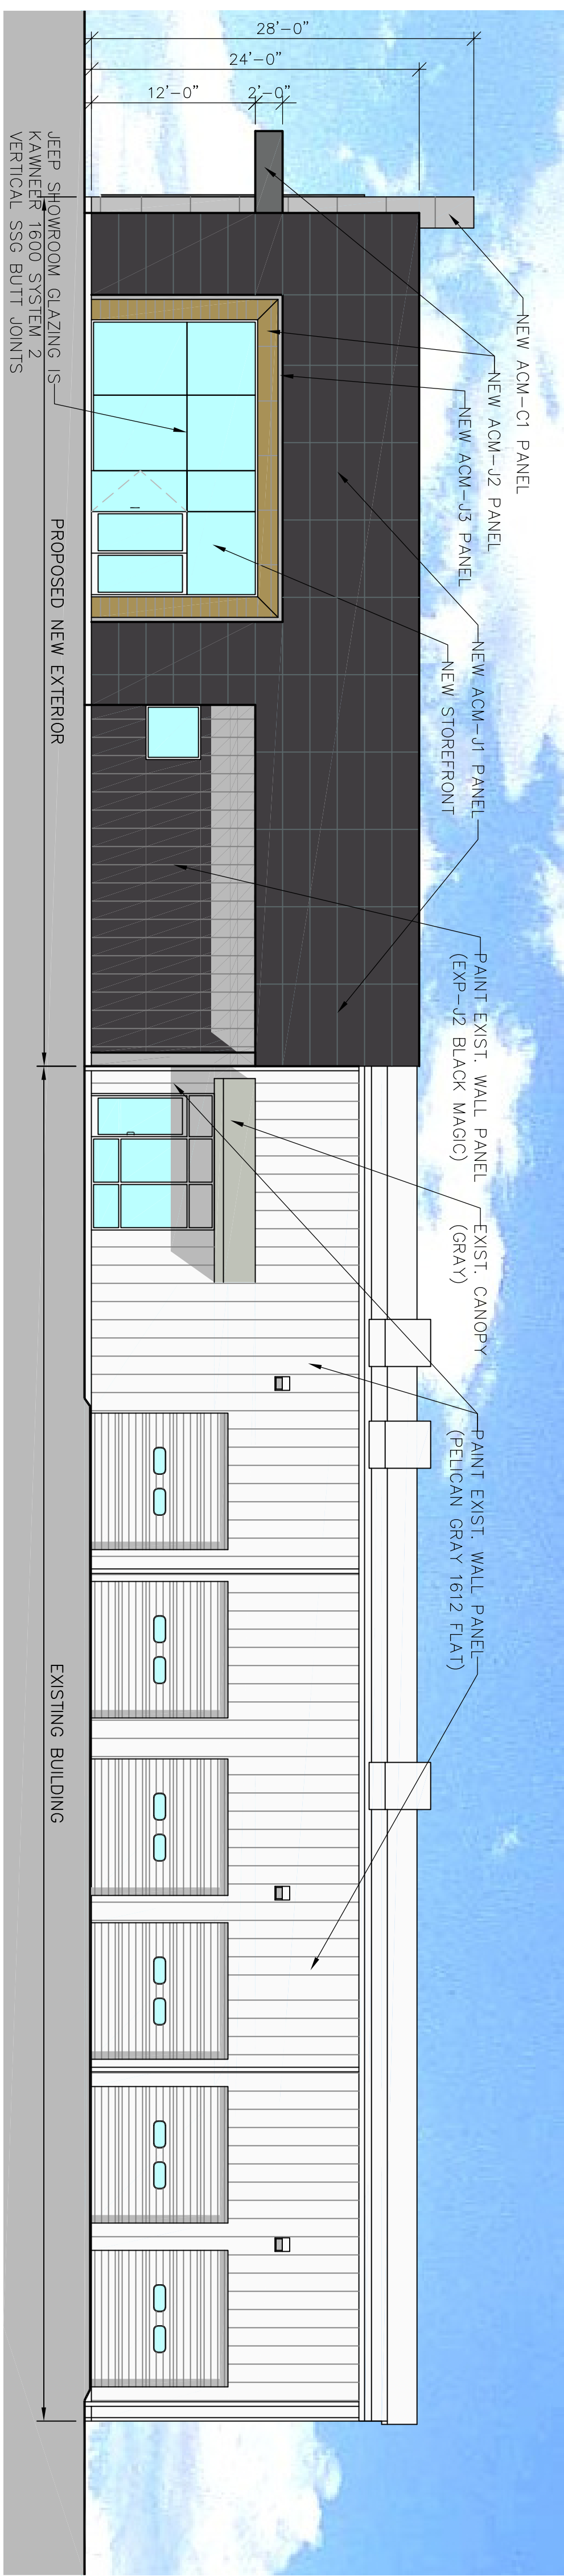 28'-0"
24'-0"
12'-0"
2'-0"
NEW ACM-C1 PANEL
NEW ACM-J2 PANEL
NEW ACM-J3 PANEL
NEW ACM-J1 PANEL
NEW STOREFRONT
PAINT EXIST. WALL PANEL
(EXP-J2 BLACK MAGIC)
EXIST. CANOPY
(GRAY)
PAINT EXIST. WALL PANEL
(PELICAN GRAY 1612 FLAT)
JEEP SHOWROOM GLAZING IS
KAWNEER 1600 SYSTEM 2
VERTICAL SSG BUTT JOINTS
PROPOSED NEW EXTERIOR
EXISTING BUILDING